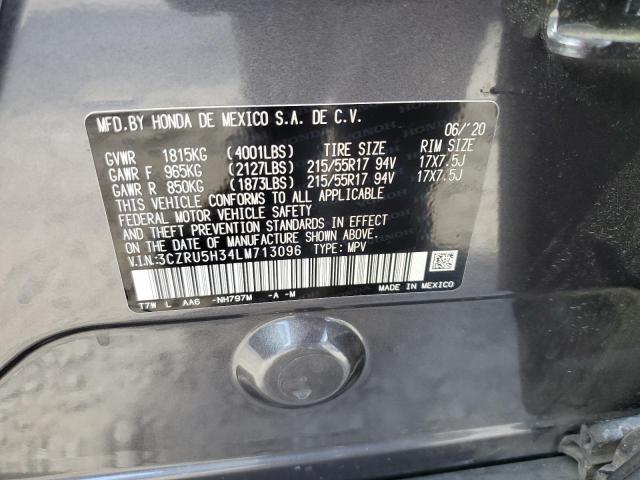 MFD.BY HONDA DE MEXICO S.A. DE C.V.
06/'20
GVWR 1815KG (4001LBS) TIRE SIZE RIM SIZE
GAWR F 965KG (2127LBS) 215/55R17 94V 17X7.5J
GAWR R 850KG (1873LBS) 215/55R17 94V 17X7.5J
THIS VEHICLE CONFORMS TO ALL APPLICABLE
FEDERAL MOTOR VEHICLE SAFETY
AND THEFT PREVENTION STANDARDS IN EFFECT
ON THE DATE OF MANUFACTURE SHOWN ABOVE.
V.I.N:3CZRU5H34LM713096 TYPE: MPV
T7W L AA6 -NH797M -A -M
MADE IN MEXICO